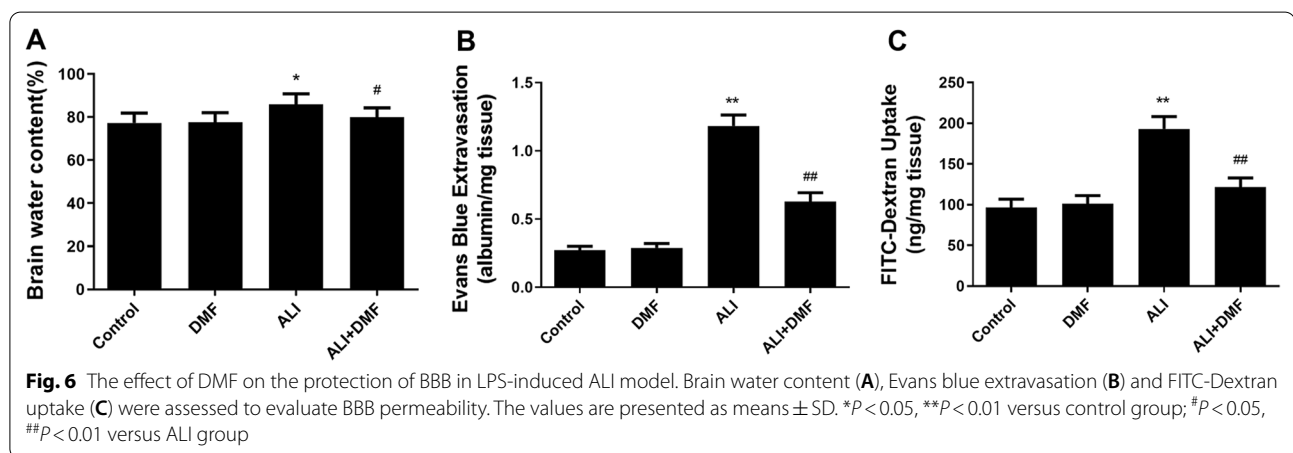 A
Brain water content(%)
100
80
60
40
20
0
*
#
Control
DMF
ALI
ALI+DMF
B
Evans Blue Extravasation
(albumin/mg tissue)
1.5
1.0
0.5
0.0
**
##
Control
DMF
ALI
ALI+DMF
C
FITC-Dextran Uptake
(ng/mg tissue)
250
200
150
100
50
0
**
##
Control
DMF
ALI
ALI+DMF
Fig. 6 The effect of DMF on the protection of BBB in LPS-induced ALI model. Brain water content (A), Evans blue extravasation (B) and FITC-Dextran
uptake (C) were assessed to evaluate BBB permeability. The values are presented as means ± SD. *P < 0.05, **P < 0.01 versus control group; #P < 0.05,
##P < 0.01 versus ALI group